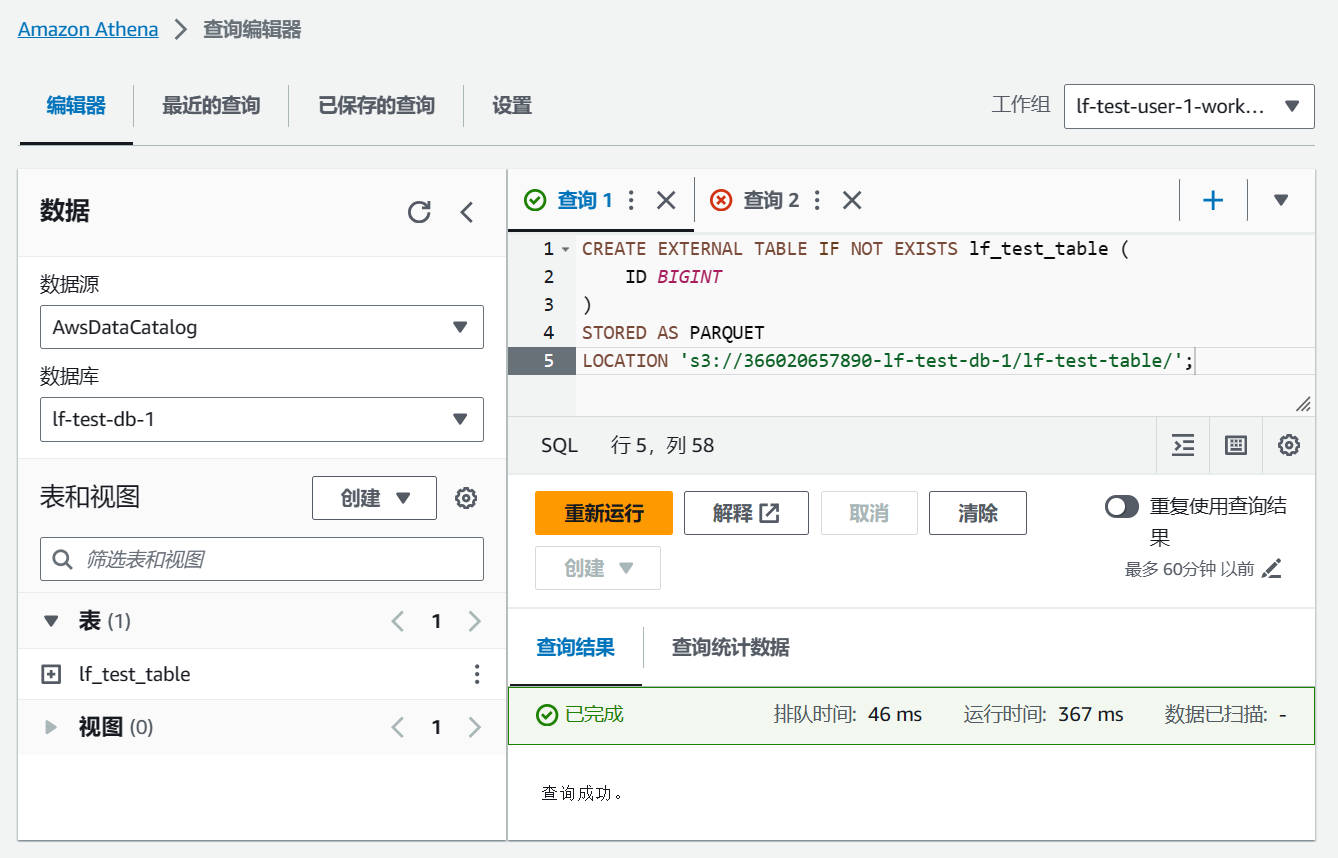 Amazon Athena > 查询编辑器
编辑器 最近的查询 已保存的查询 设置 工作组 lf-test-user-1-work...
数据
数据源
AwsDataCatalog
数据库
lf-test-db-1
表和视图 创建
筛选表和视图
表 (1) 1
lf_test_table
视图 (0) 1
查询 1 查询 2
1 CREATE EXTERNAL TABLE IF NOT EXISTS lf_test_table (
2 ID BIGINT
3 )
4 STORED AS PARQUET
5 LOCATION 's3://366020657890-lf-test-db-1/lf-test-table/';
SQL 行 5，列 58
重新运行 解释 取消 清除
创建
重复使用查询结
果
最多 60分钟 以前
查询结果 查询统计数据
已完成 排队时间: 46 ms 运行时间: 367 ms 数据已扫描: -
查询成功。